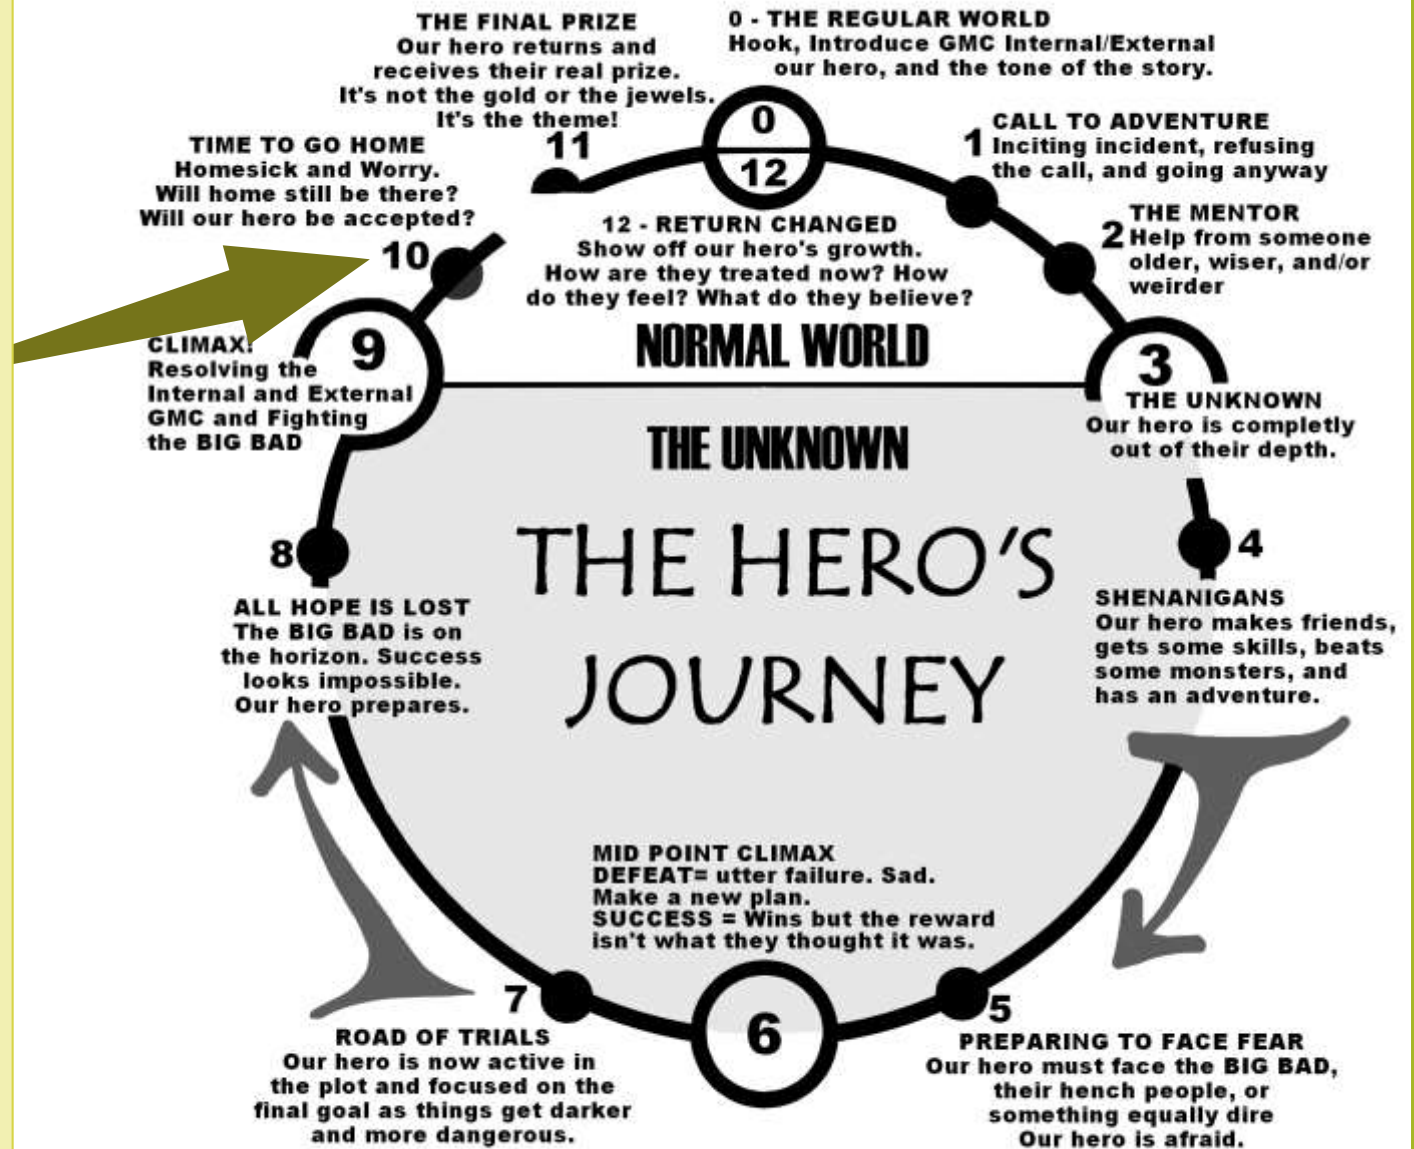 0 - THE REGULAR WORLD
Hook, Introduce GMC Internal/External
our hero, and the tone of the story.
0
12
1
CALL TO ADVENTURE
Inciting incident, refusing
the call, and going anyway
2
THE MENTOR
Help from someone
older, wiser, and/or
weirder
3
THE UNKNOWN
Our hero is completly
out of their depth.
4
SHENANIGANS
Our hero makes friends,
gets some skills, beats
some monsters, and
has an adventure.
5
PREPARING TO FACE FEAR
Our hero must face the BIG BAD,
their hench people, or
something equally dire
Our hero is afraid.
MID POINT CLIMAX
DEFEAT= utter failure. Sad.
Make a new plan.
SUCCESS = Wins but the reward
isn't what they thought it was.
6
7
ROAD OF TRIALS
Our hero is now active in
the plot and focused on the
final goal as things get darker
and more dangerous.
8
ALL HOPE IS LOST
The BIG BAD is on
the horizon. Success
looks impossible.
Our hero prepares.
9
CLIMAX!
Resolving the
Internal and External
GMC and Fighting
the BIG BAD
TIME TO GO HOME
Homesick and Worry.
Will home still be there?
Will our hero be accepted?
10
THE FINAL PRIZE
Our hero returns and
receives their real prize.
It's not the gold or the jewels.
It's the theme!
11
12 - RETURN CHANGED
Show off our hero's growth.
How are they treated now? How
do they feel? What do they believe?
NORMAL WORLD
THE UNKNOWN
THE HERO'S
JOURNEY